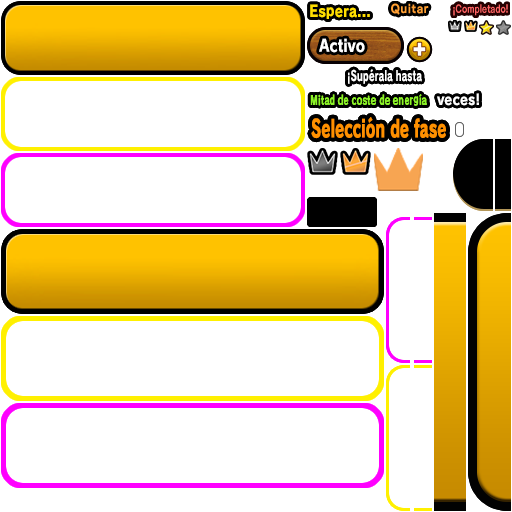 Espera...
Quitar
¡Completado!
Activo
¡Supérala hasta
Mitad de coste de energía
veces!
Selección de fase